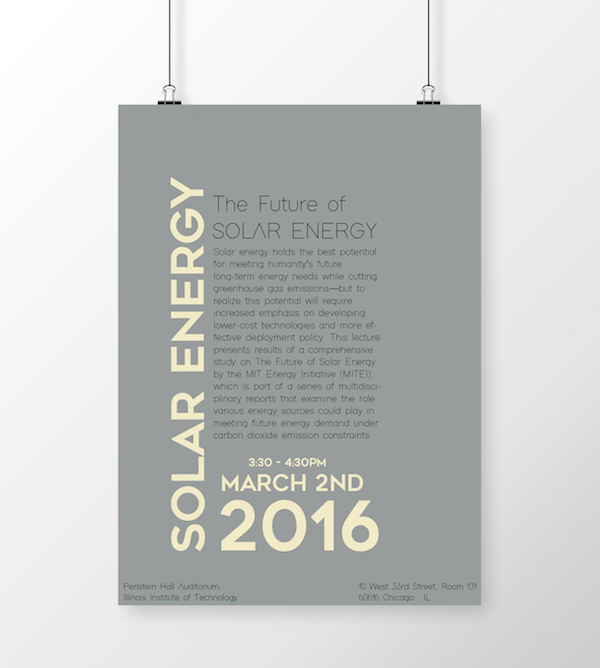 SOLAR ENERGY
The Future of
SOLAR ENERGY
Solar energy holds the best potential
for meeting humanity's future
long-term energy needs while cutting
greenhouse gas emissions—but to
realize this potential will require
increased emphasis on developing
lower-cost technologies and more ef-
fective deployment policy. This lecture
presents results of a comprehensive
study on The Future of Solar Energy
by the MIT Energy Initiative (MITEI),
which is part of a series of multidisci-
plinary reports that examine the role
various energy sources could play in
meeting future energy demand under
carbon dioxide emission constraints.
3:30 - 4:30PM
MARCH 2ND
2016
Perlstein Hall Auditorium,
Illinois Institute of Technology
10 West 33rd Street, Room 131
60616 Chicago , IL